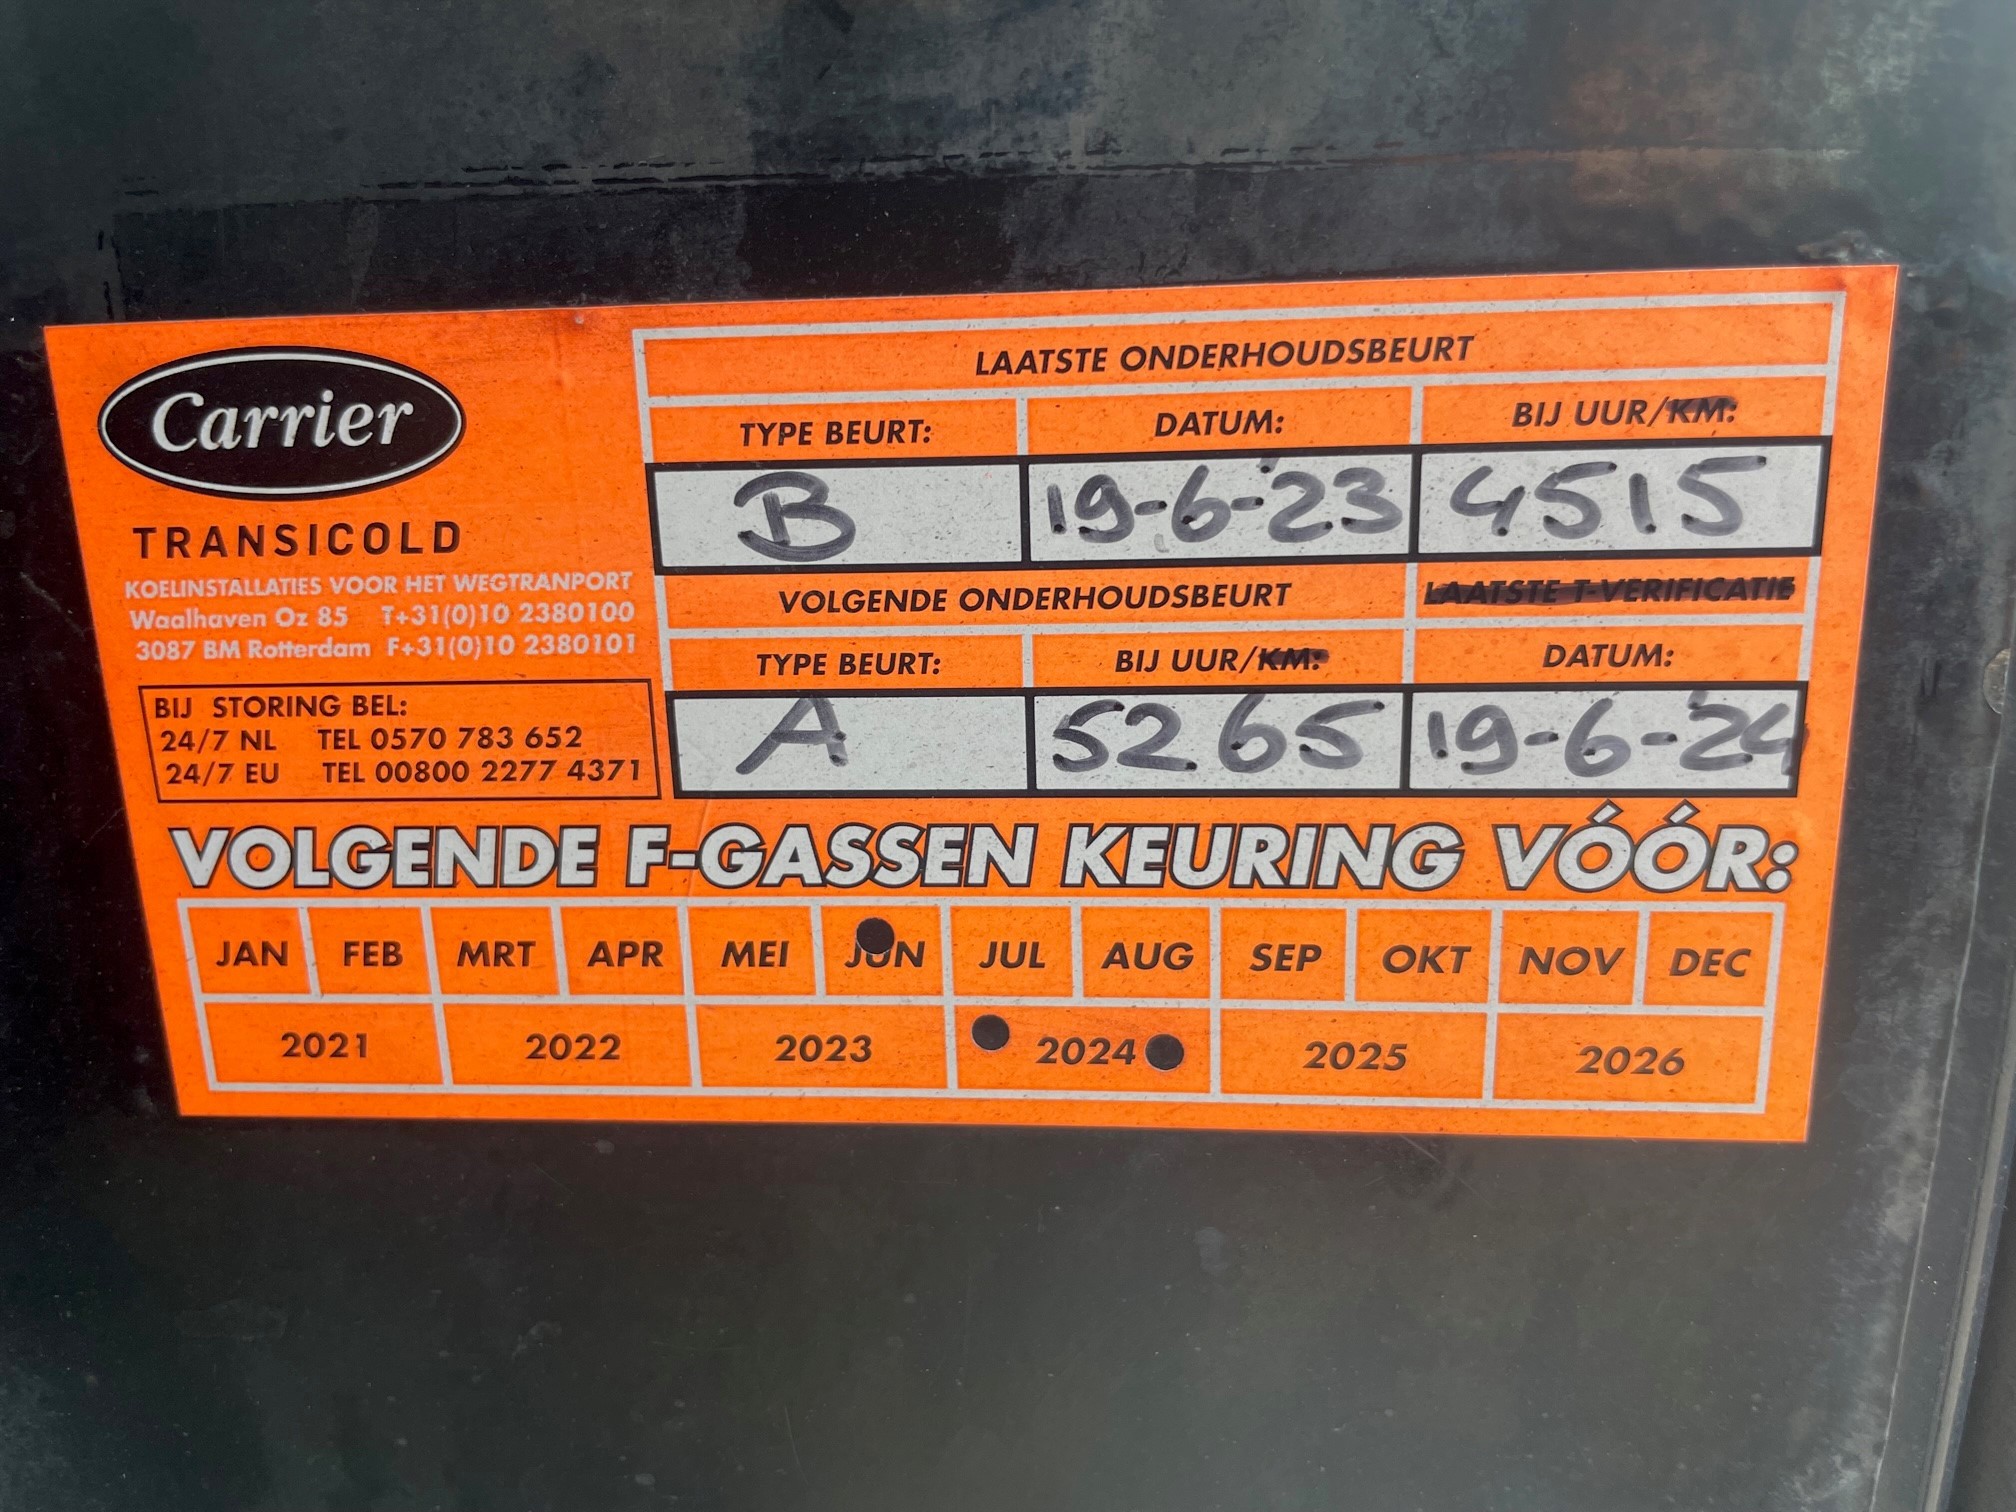 Carrier
TRANSICOLD
KOELINSTALLATIES VOOR HET WEGTRANPORT
Waalhaven Oz 85 T+31(0)10 2380100
3087 BM Rotterdam F+31(0)10 2380101
BIJ STORING BEL:
24/7 NL TEL 0570 783 652
24/7 EU TEL 00800 2277 4371
LAATSTE ONDERHOUDSBEURT
TYPE BEURT: DATUM: BIJ UUR/KM:
B 19-6-'23 4515
VOLGENDE ONDERHOUDSBEURT LAATSTE T-VERIFICATIE
TYPE BEURT: BIJ UUR/KM: DATUM:
A 5265 19-6-'24
VOLGENDE F-GASSEN KEURING VÓÓR:
JAN FEB MRT APR MEI JUN JUL AUG SEP OKT NOV DEC
2021 2022 2023 2024 2025 2026